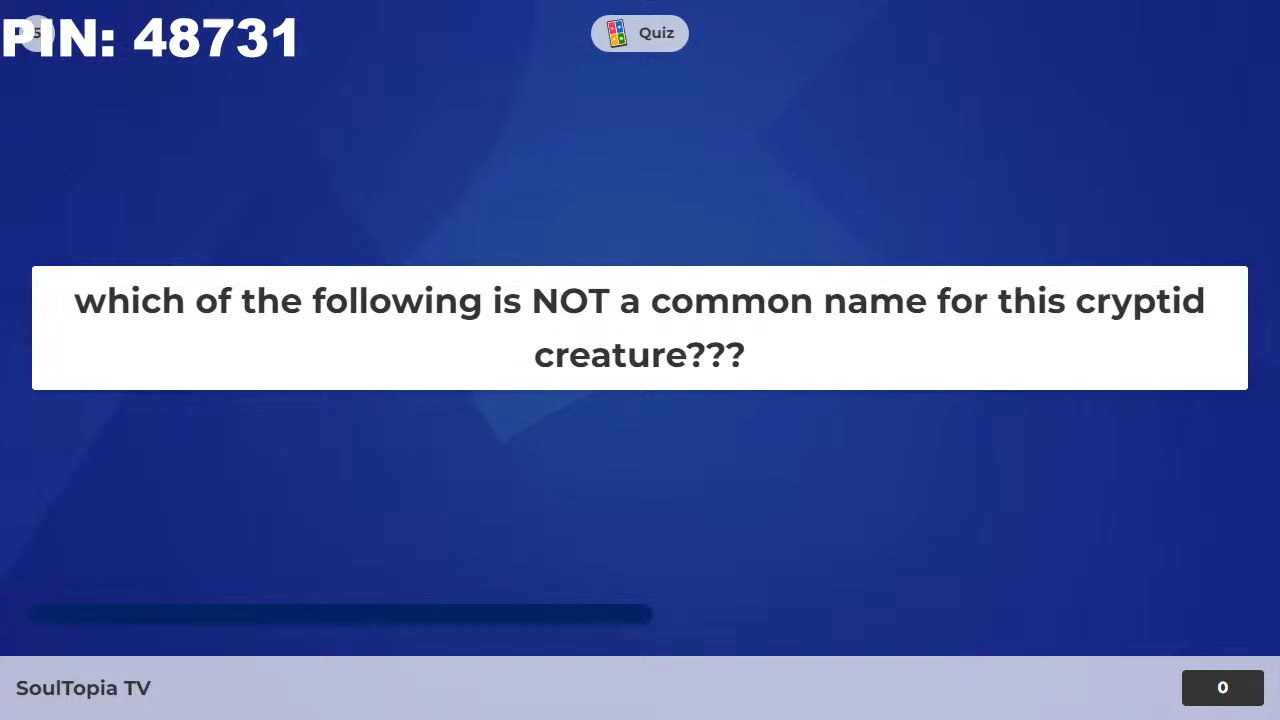 PIN: 48731
Quiz
which of the following is NOT a common name for this cryptid
creature???
SoulTopia TV
0